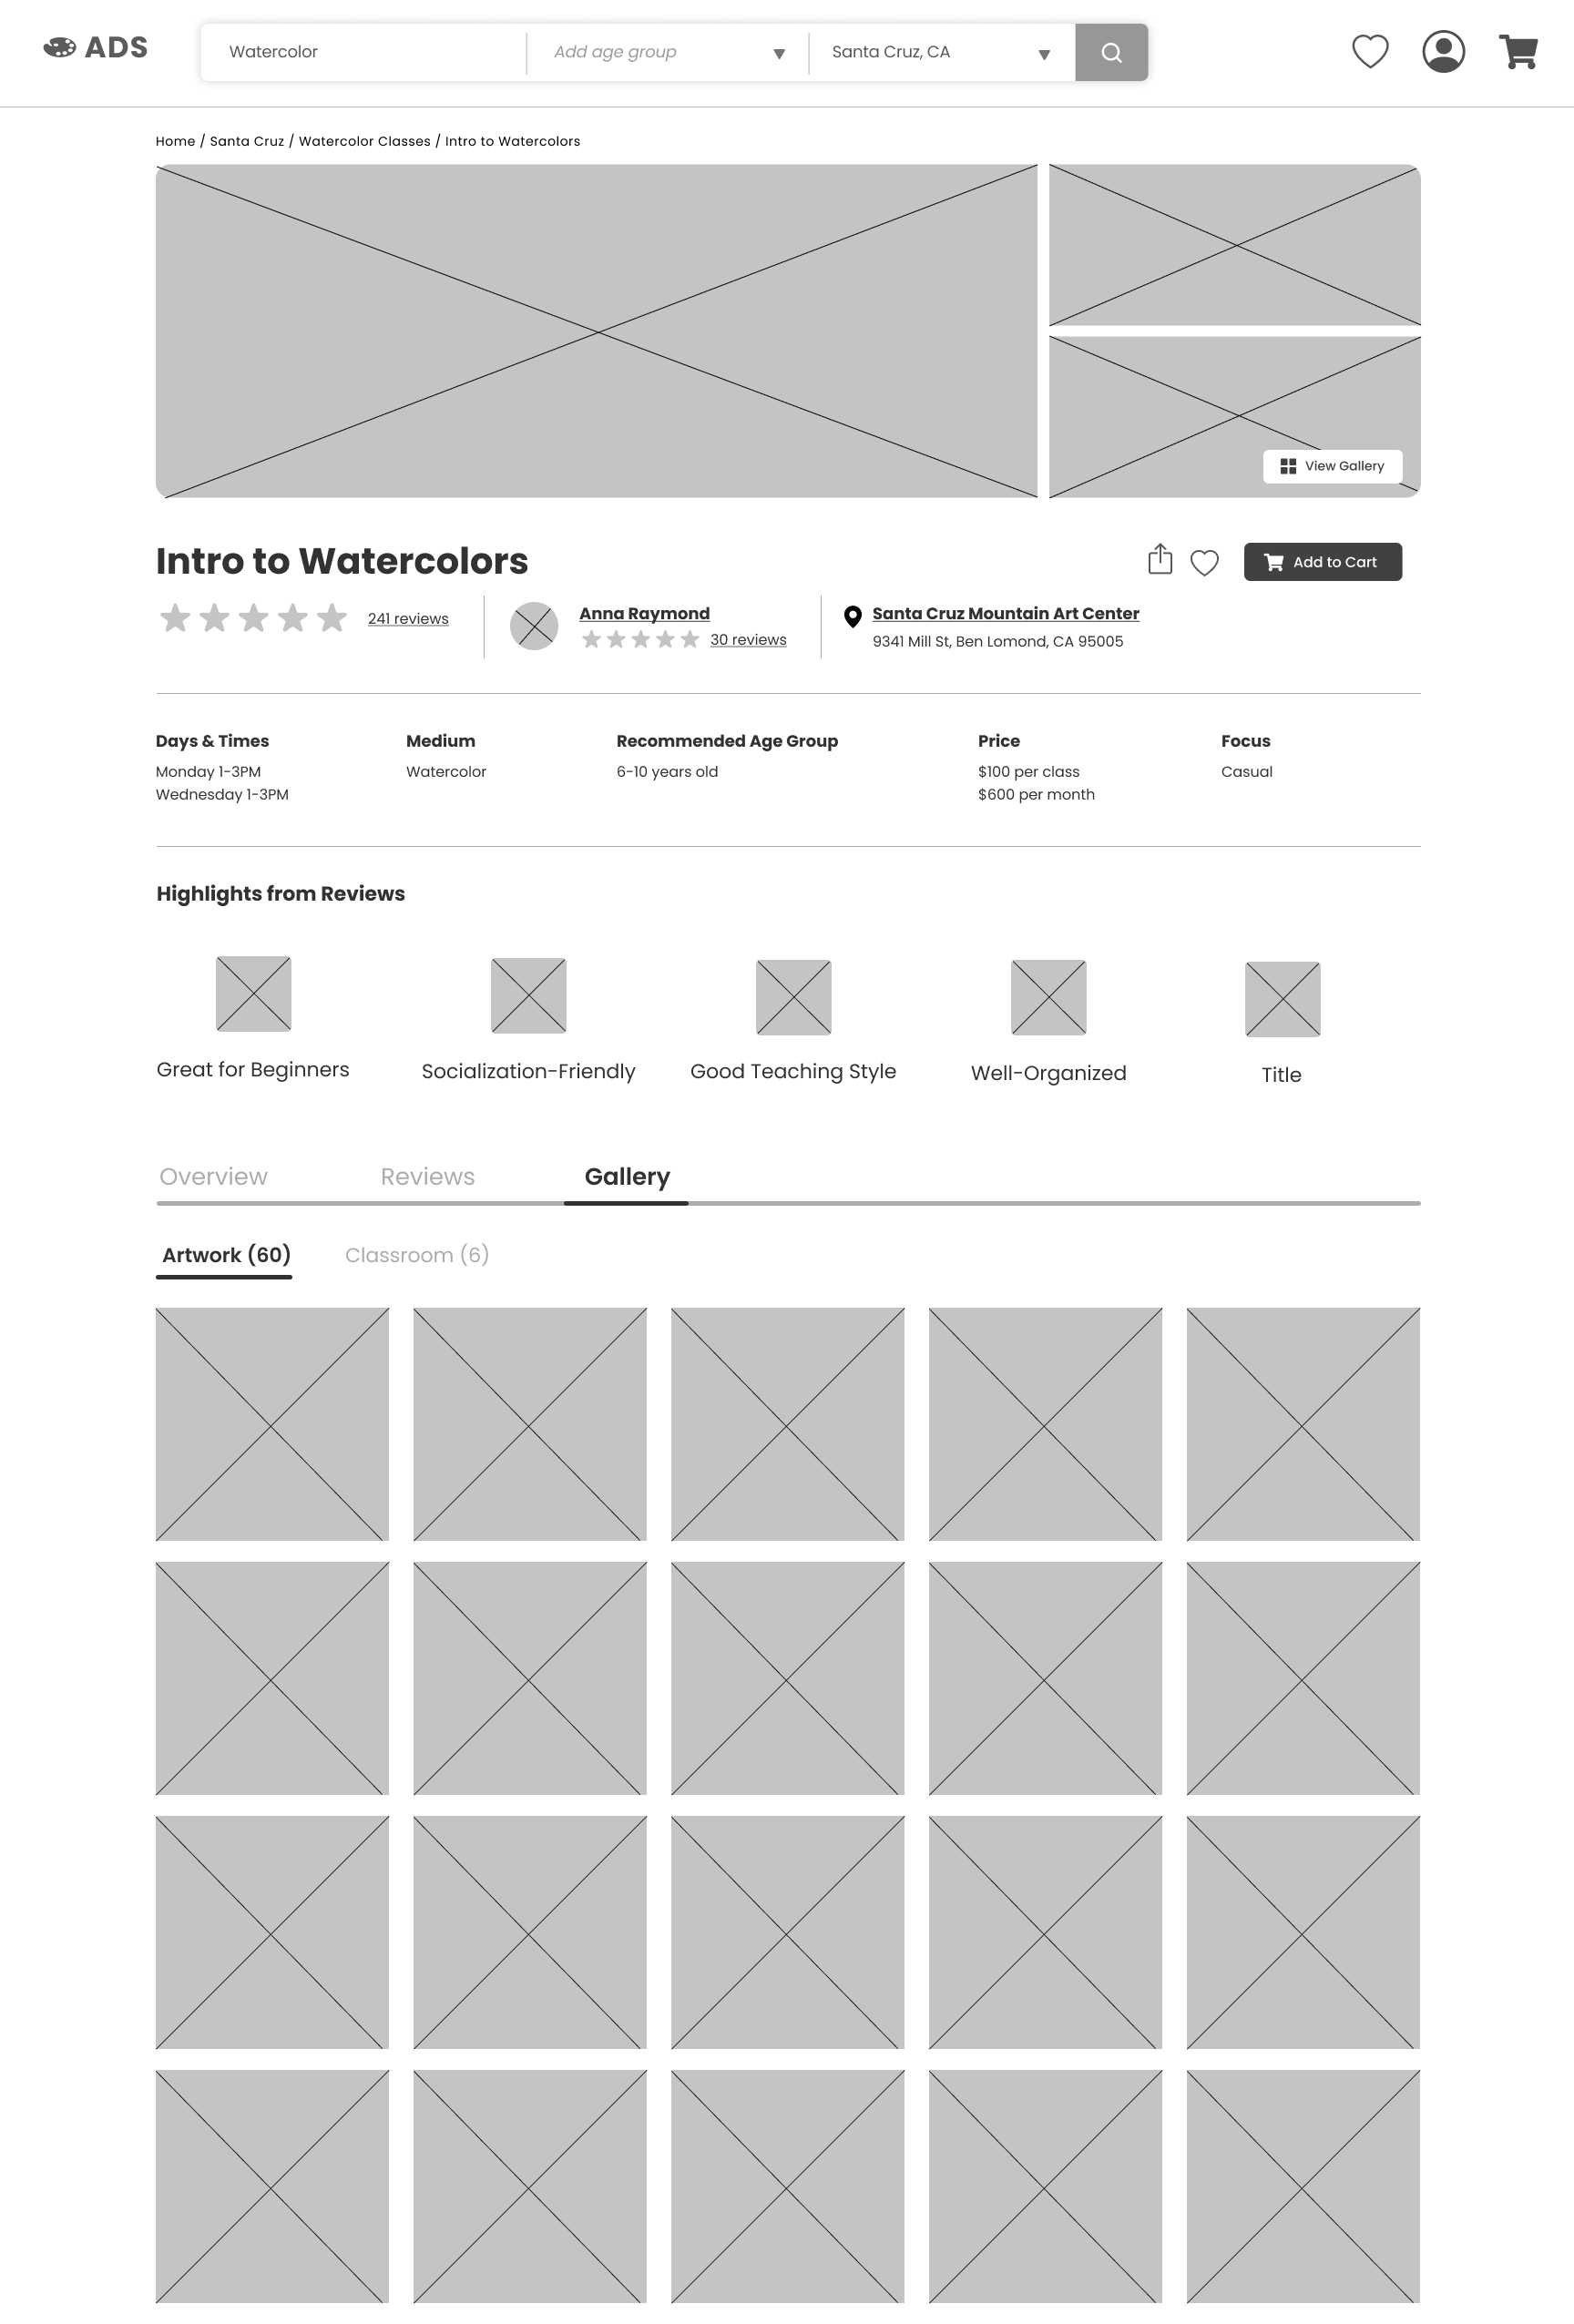 ADS
Watercolor
Add age group
Santa Cruz, CA
Home / Santa Cruz / Watercolor Classes / Intro to Watercolors
View Gallery
Intro to Watercolors
Add to Cart
241 reviews
Anna Raymond
30 reviews
Santa Cruz Mountain Art Center
9341 Mill St, Ben Lomond, CA 95005
Days & Times
Monday 1-3PM
Wednesday 1-3PM
Medium
Watercolor
Recommended Age Group
6-10 years old
Price
$100 per class
$600 per month
Focus
Casual
Highlights from Reviews
Great for Beginners
Socialization-Friendly
Good Teaching Style
Well-Organized
Title
Overview
Reviews
Gallery
Artwork (60)
Classroom (6)